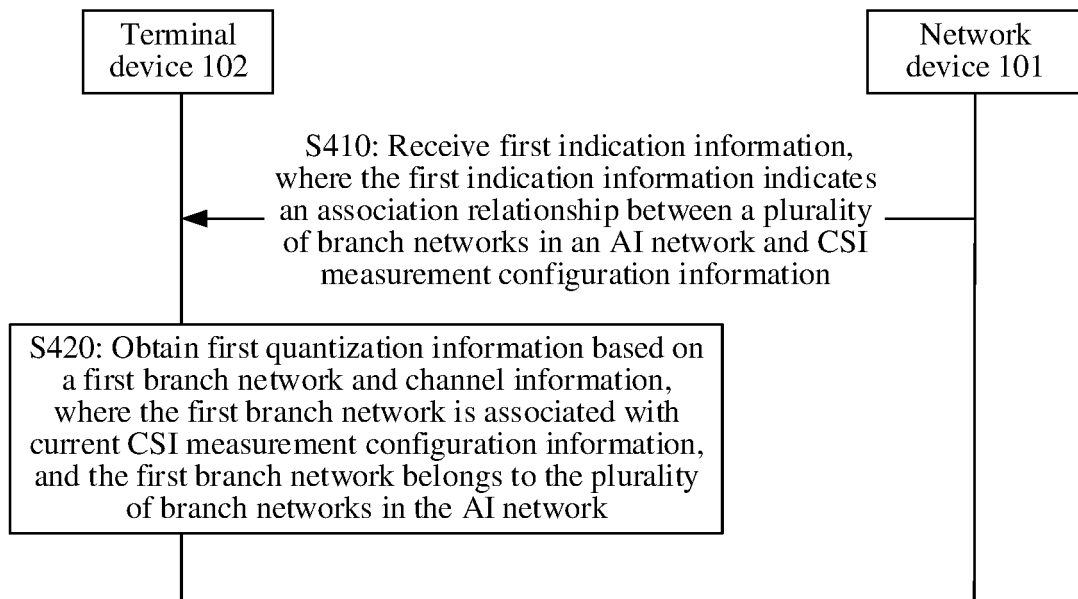 Terminal
device 102
Network
device 101
S410: Receive first indication information,
where the first indication information indicates
an association relationship between a plurality
of branch networks in an AI network and CSI
measurement configuration information
S420: Obtain first quantization information based on
a first branch network and channel information,
where the first branch network is associated with
current CSI measurement configuration information,
and the first branch network belongs to the plurality
of branch networks in the AI network